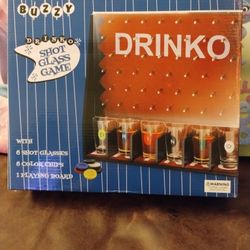 BUZZY
DRINKO
SHOT
GLASS
GAME
DRINKO
WITH
6 SHOT GLASSES
6 COLOR CHIPS
1 PLAYING BOARD
WARNING